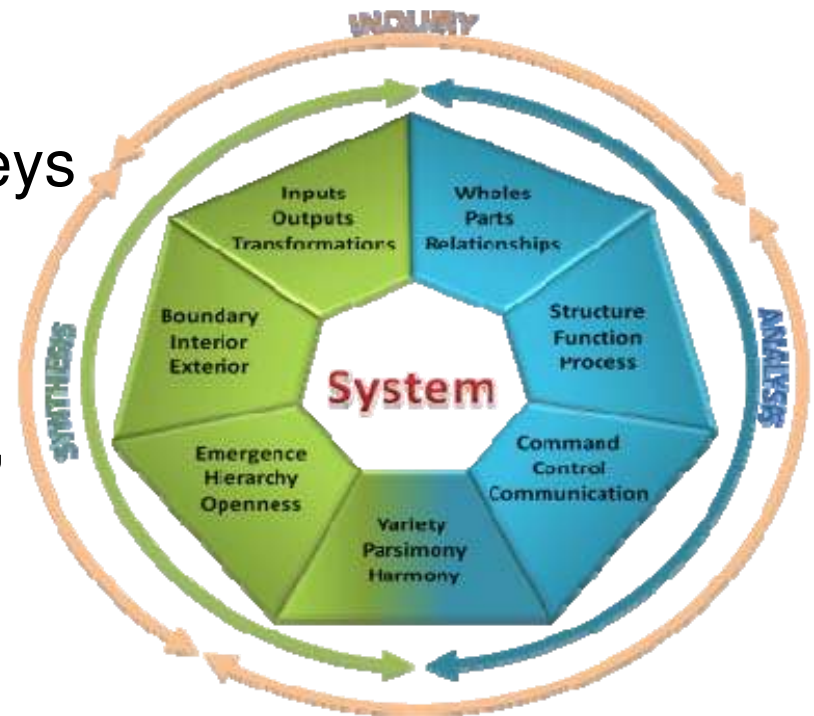 INQUIRY
eys
Inputs
Outputs
Transformations
Wholes
Parts
Relationships
Boundary
Interior
Exterior
Structure
Function
Process
SYNTHESIS
ANALYSIS
System
,
Emergence
Hierarchy
Openness
Command
Control
Communication
Variety
Parsimony
Harmony